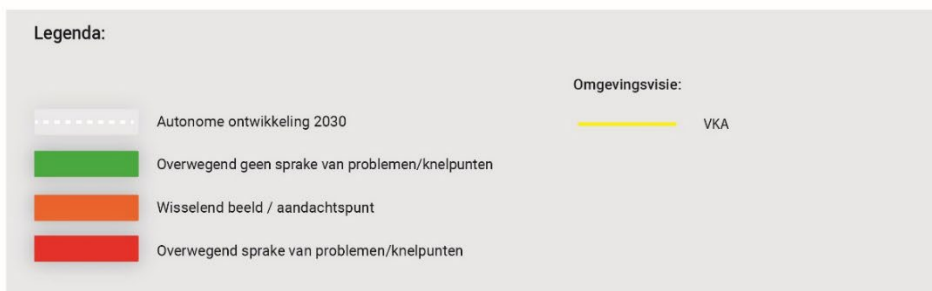 Legenda:
Omgevingsvisie:
Autonome ontwikkeling 2030
VKA
Overwegend geen sprake van problemen/knelpunten
Wisselend beeld / aandachtspunt
Overwegend sprake van problemen/knelpunten